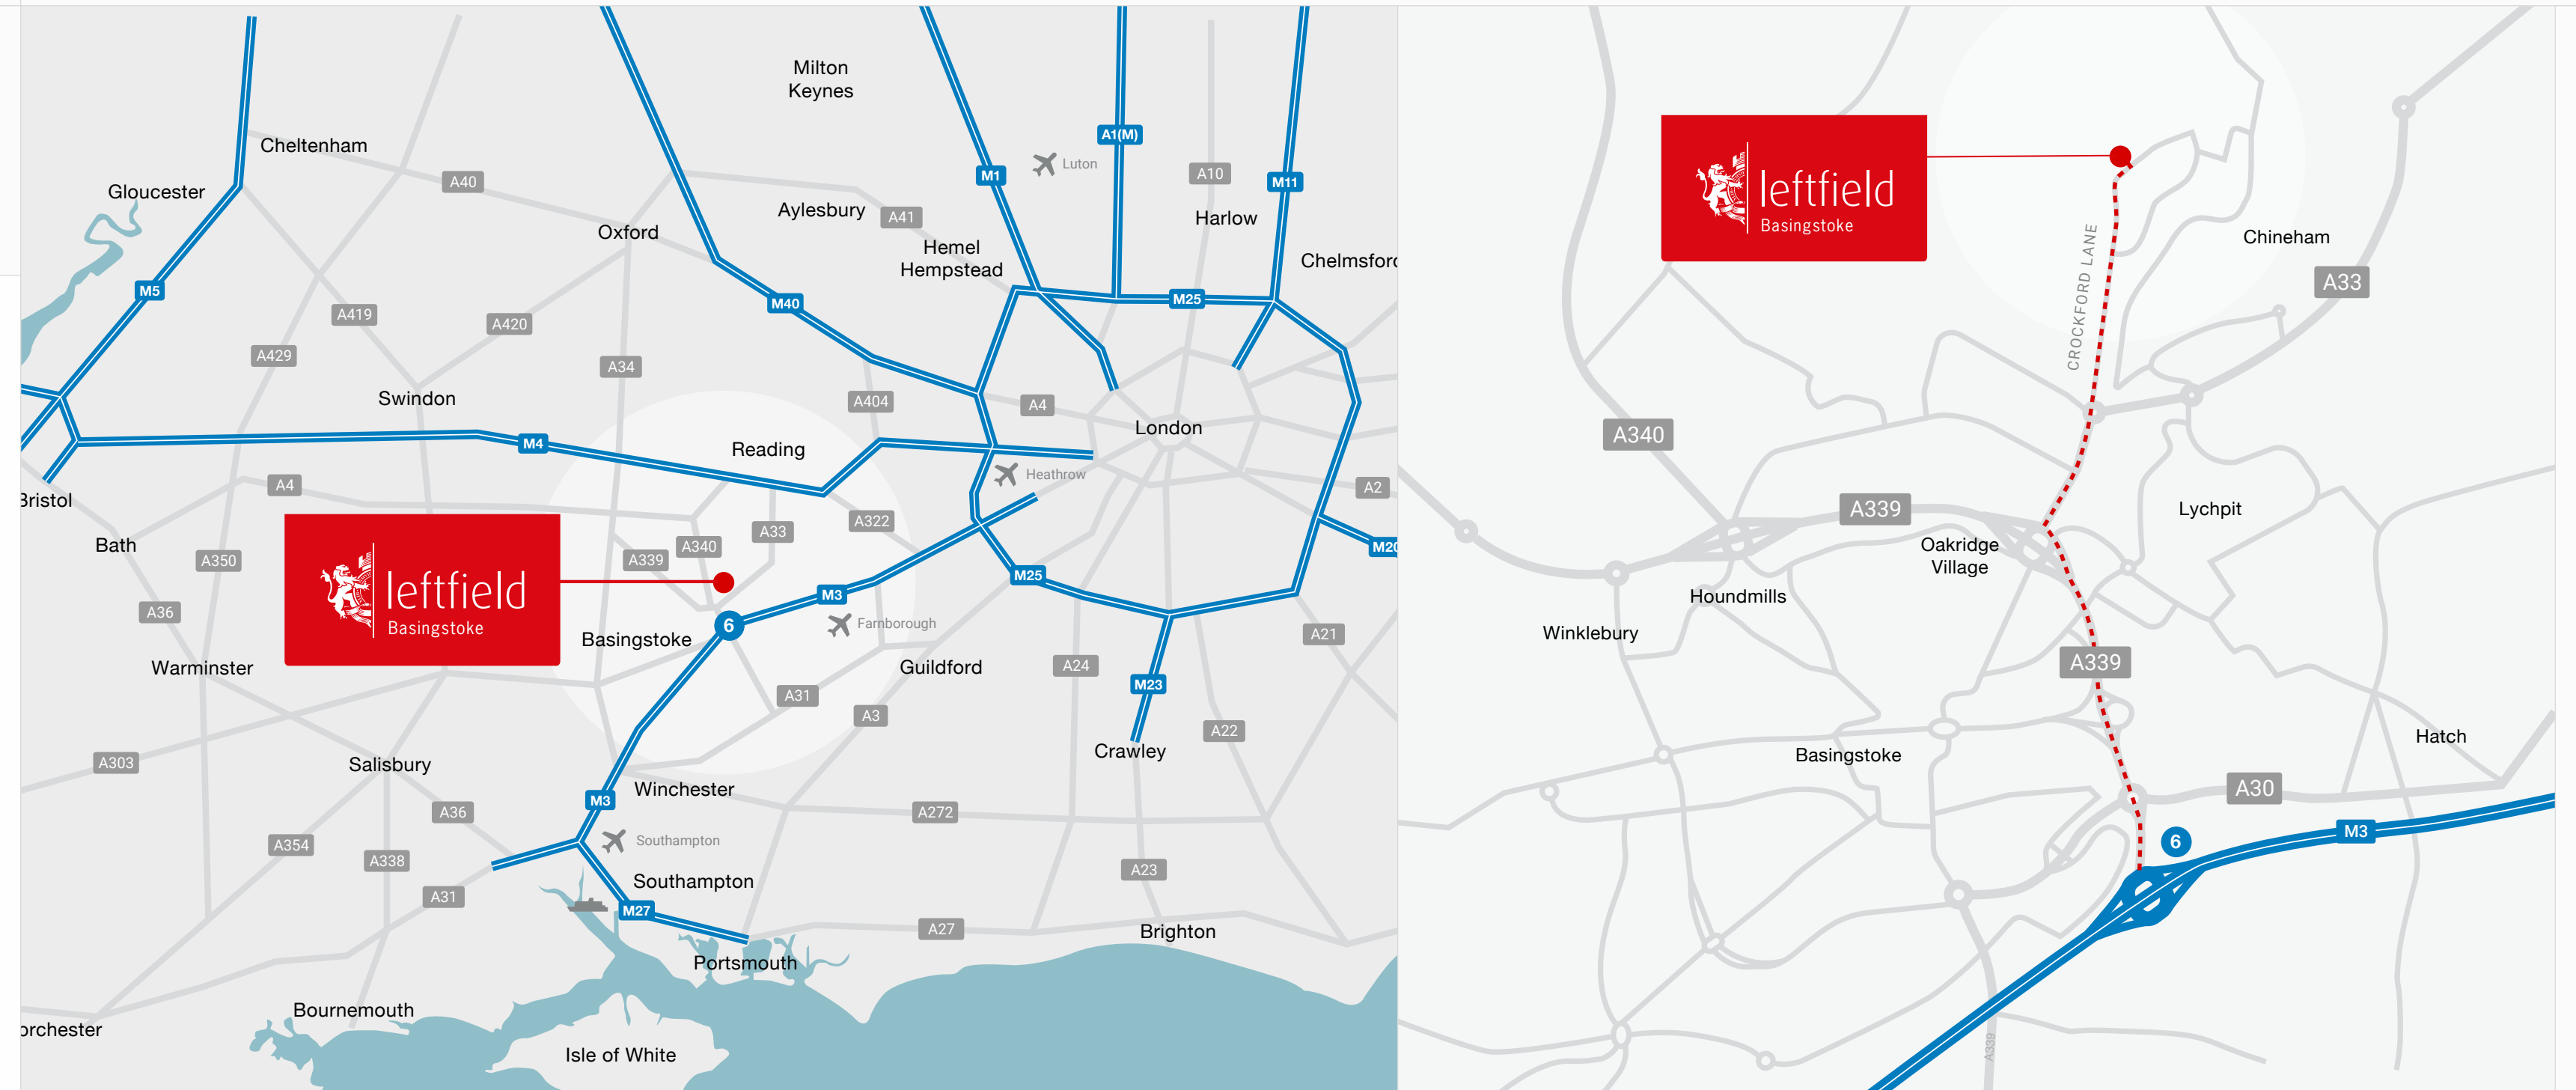 Milton
Keynes
Cheltenham
A1(M)
Luton
M1
A10
M11
A40
Gloucester
Aylesbury
A41
Harlow
Oxford
Hemel
Hempstead
Chelmsford
M5
M40
M25
A419
A420
A429
A34
Swindon
A404
A4
London
M4
Reading
Heathrow
A4
A2
Bristol
A322
A33
Bath
A340
M20
A350
A339
leftfield
Basingstoke
M25
M3
A36
6
Farnborough
A21
Basingstoke
Warminster
Guildford
A24
M23
A31
A3
A22
Crawley
A303
Salisbury
Winchester
M3
A36
A272
Southampton
A354
A338
A23
Southampton
A31
M27
A27
Brighton
Portsmouth
Bournemouth
orchester
Isle of White
leftfield
Basingstoke
CROCKFORD LANE
Chineham
A33
A340
A339
Lychpit
Oakridge
Village
Houndmills
Winklebury
A339
Hatch
Basingstoke
A30
6
M3
A339